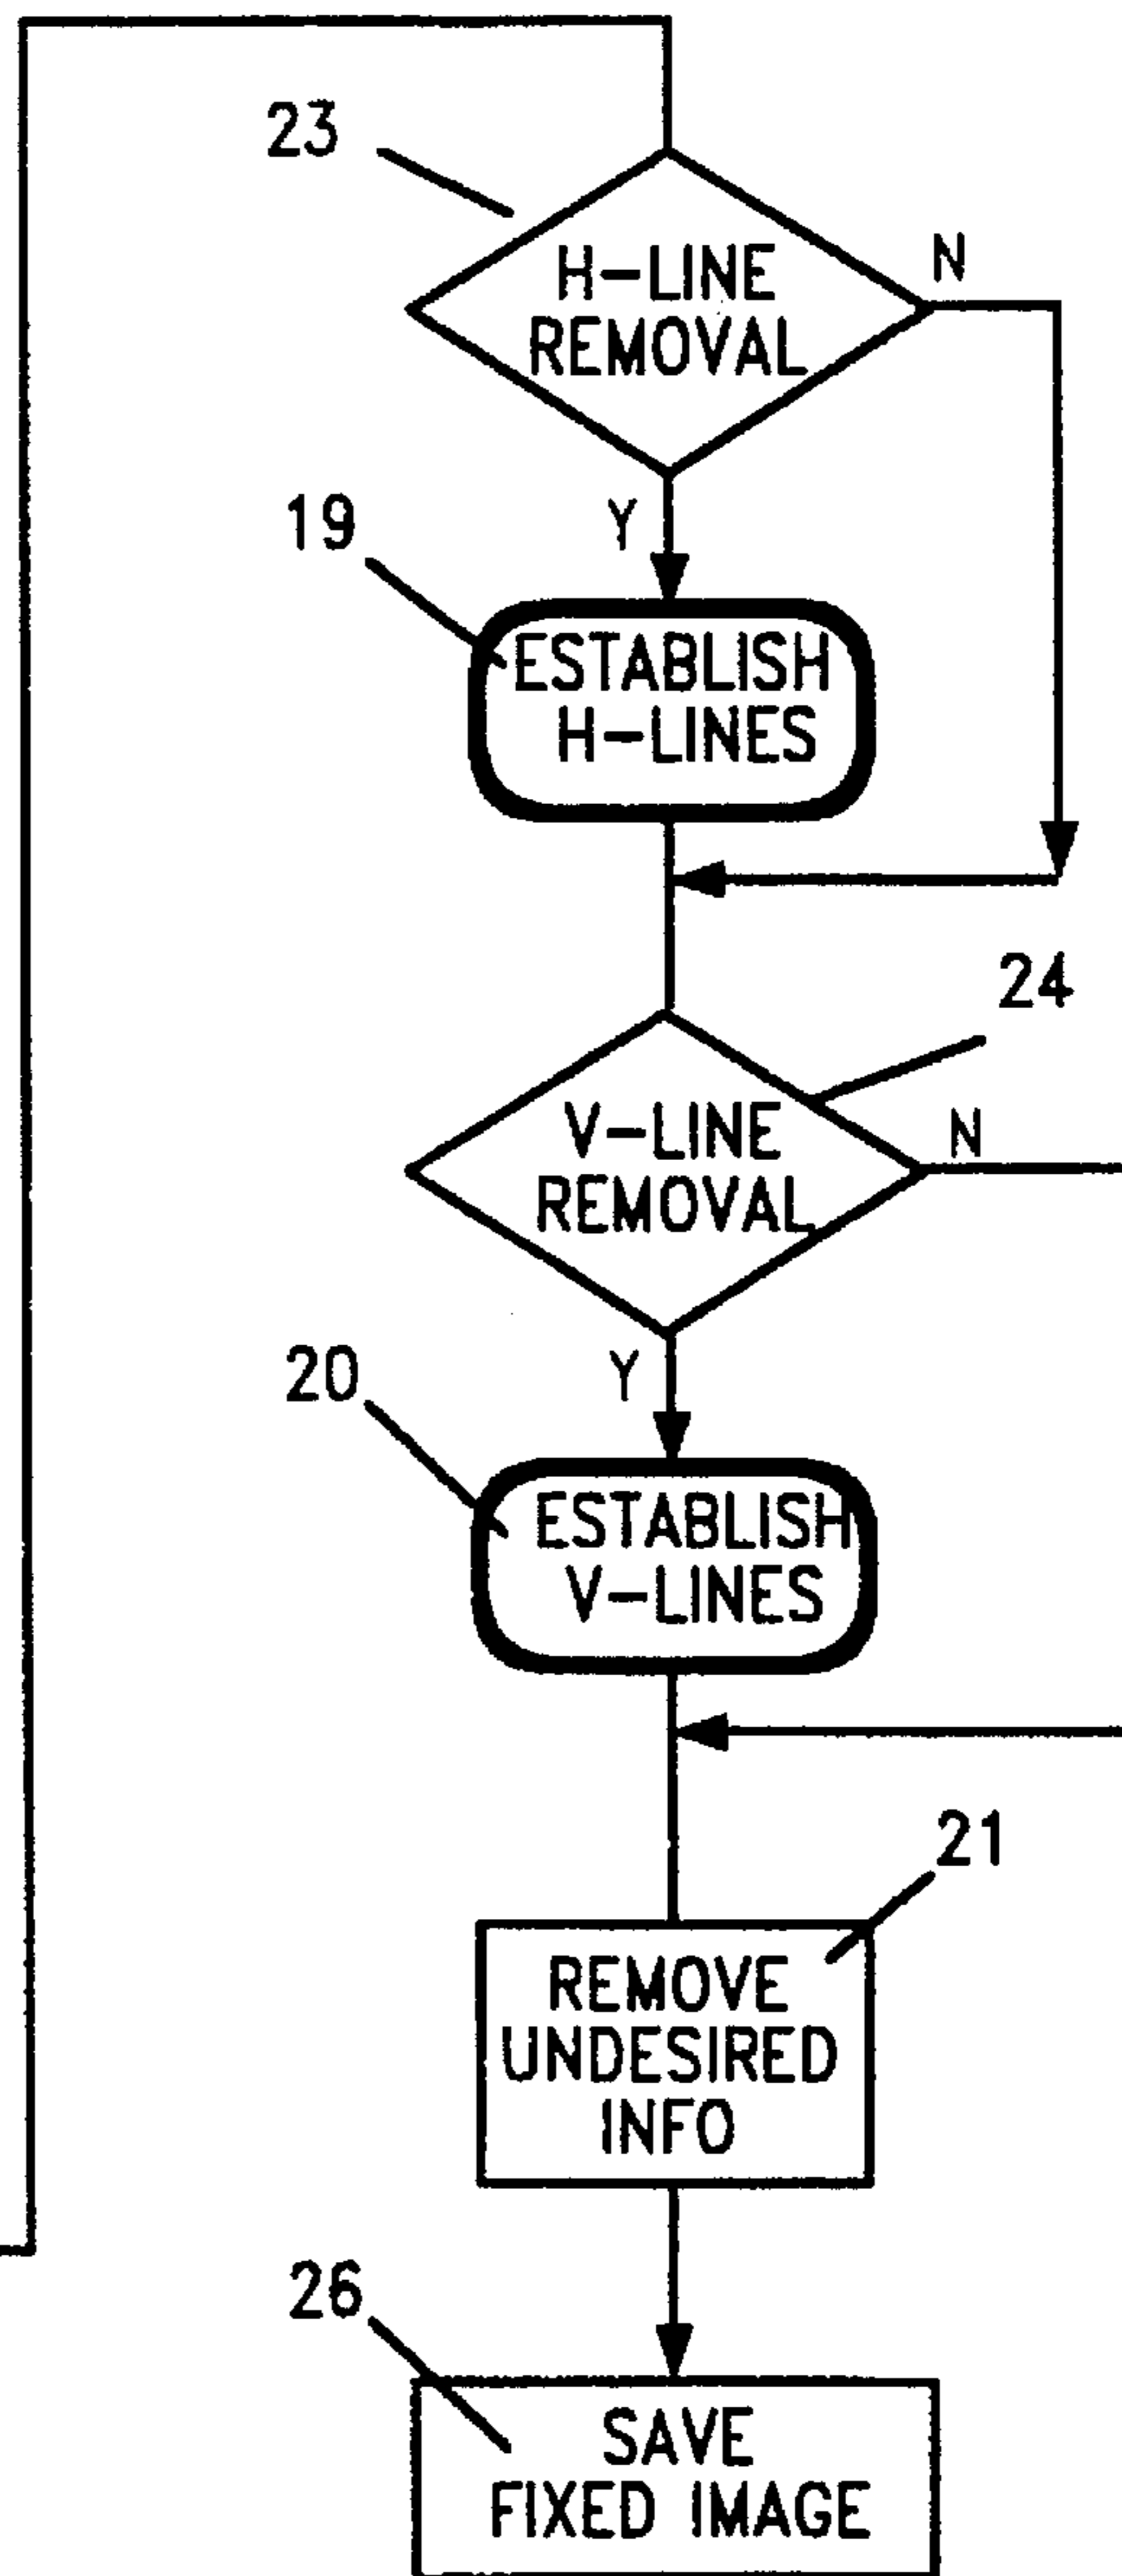 23
H-LINE
REMOVAL
N
Y
19
ESTABLISH
H-LINES
24
V-LINE
REMOVAL
N
Y
20
ESTABLISH
V-LINES
21
REMOVE
UNDESIRED
INFO
26
SAVE
FIXED IMAGE